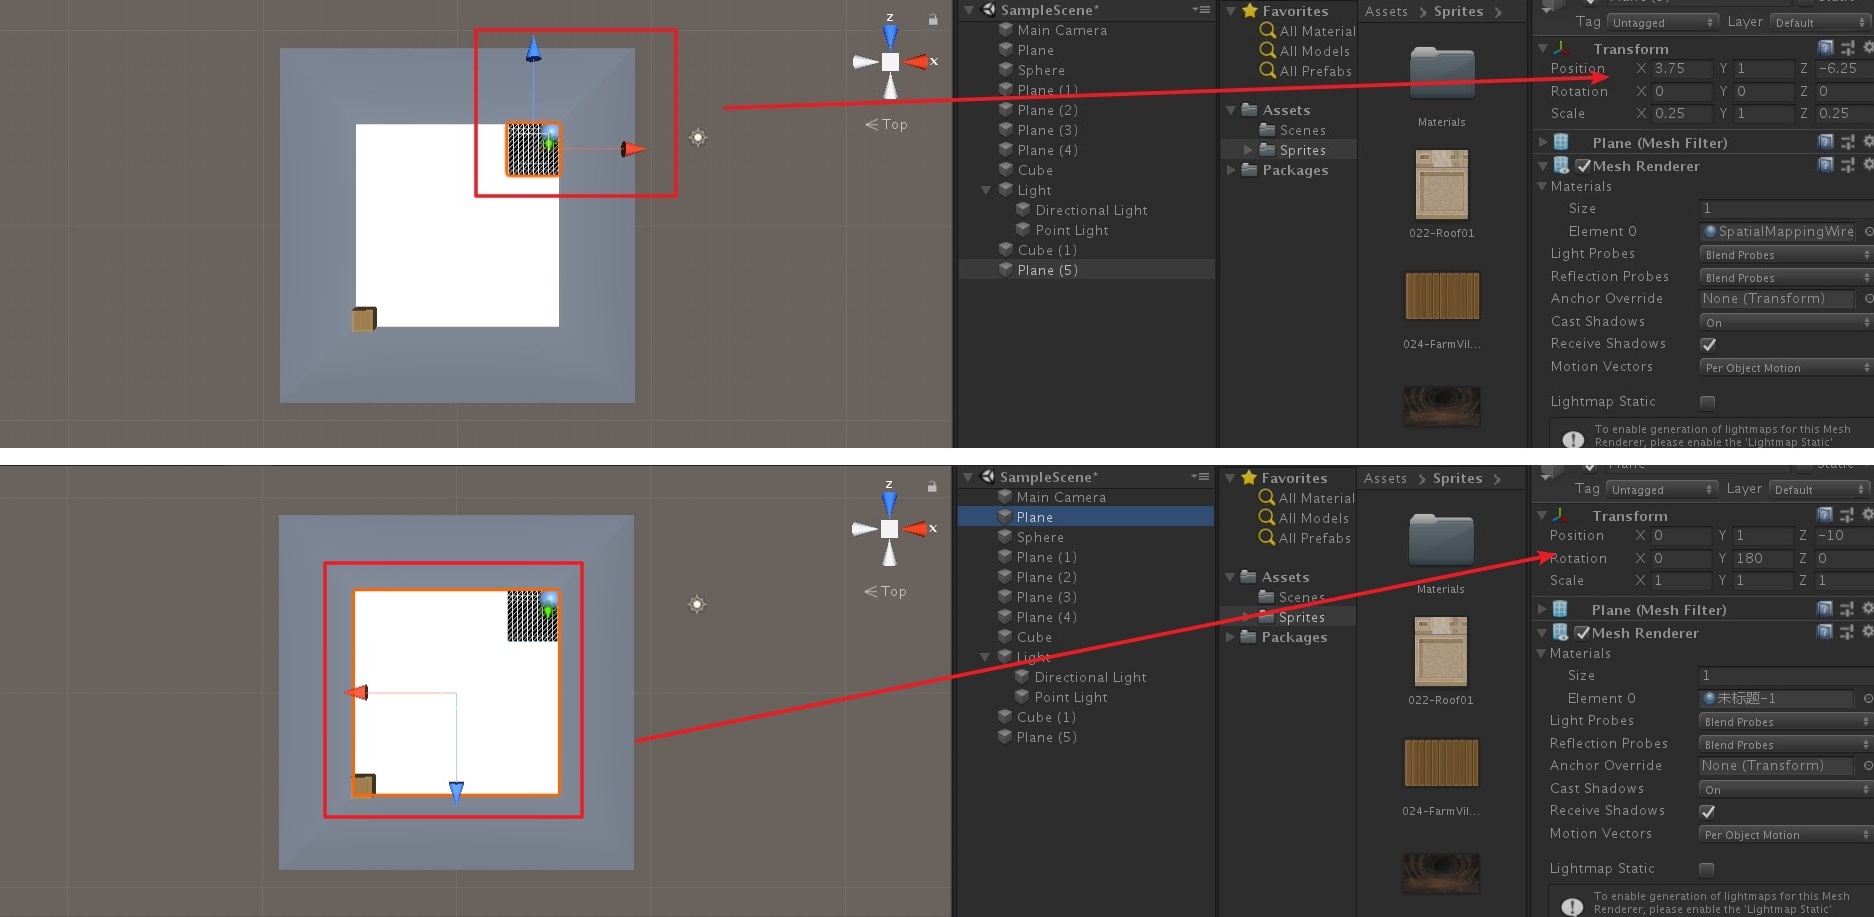 z
x
Top
SampleScene*
Main Camera
Plane
Sphere
Plane (1)
Plane (2)
Plane (3)
Plane (4)
Cube
Light
Directional Light
Point Light
Cube (1)
Plane (5)
Favorites
All Material
All Models
All Prefabs
Assets
Scenes
Sprites
Packages
Assets Sprites
Materials
022-Roof01
024-FarmVil...
Tag Untagged Layer Default
Transform
Position X 3.75 Y 1 Z -6.25
Rotation X 0 Y 0 Z 0
Scale X 0.25 Y 1 Z 0.25
Plane (Mesh Filter)
Mesh Renderer
Materials
Size 1
Element 0 SpatialMappingWire
Light Probes Blend Probes
Reflection Probes Blend Probes
Anchor Override None (Transform)
Cast Shadows On
Receive Shadows
Motion Vectors Per Object Motion
Lightmap Static
To enable generation of lightmaps for this Mesh
Renderer, please enable the 'Lightmap Static'
z
x
Top
SampleScene*
Main Camera
Plane
Sphere
Plane (1)
Plane (2)
Plane (3)
Plane (4)
Cube
Light
Directional Light
Point Light
Cube (1)
Plane (5)
Favorites
All Material
All Models
All Prefabs
Assets
Scenes
Sprites
Packages
Assets Sprites
Materials
022-Roof01
024-FarmVil...
Tag Untagged Layer Default
Transform
Position X 0 Y 1 Z -10
Rotation X 0 Y 180 Z 0
Scale X 1 Y 1 Z 1
Plane (Mesh Filter)
Mesh Renderer
Materials
Size 1
Element 0 未标题-1
Light Probes Blend Probes
Reflection Probes Blend Probes
Anchor Override None (Transform)
Cast Shadows On
Receive Shadows
Motion Vectors Per Object Motion
Lightmap Static
To enable generation of lightmaps for this Mesh
Renderer, please enable the 'Lightmap Static'